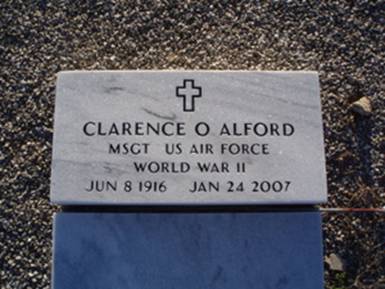 CLARENCE O ALFORD
MSGT US AIR FORCE
WORLD WAR II
JUN 8 1916 JAN 24 2007